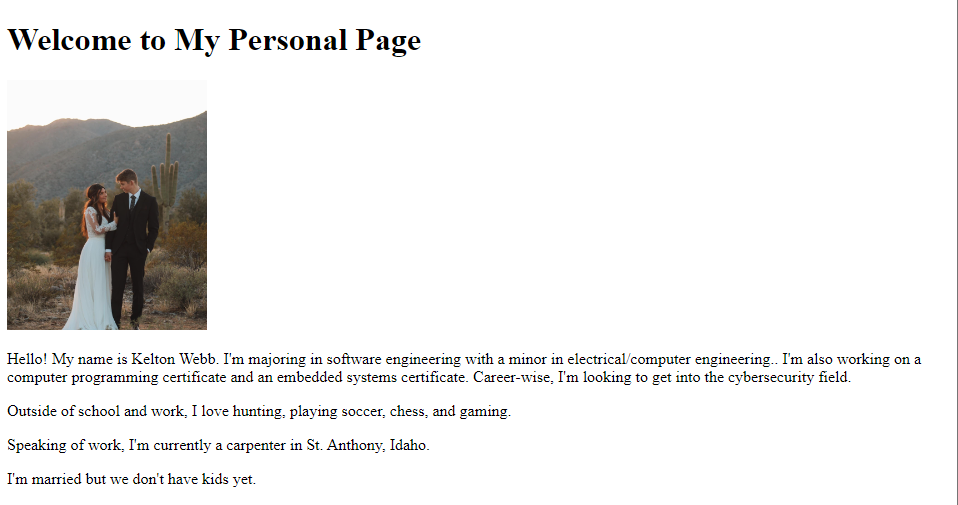 Welcome to My Personal Page
Hello! My name is Kelton Webb. I'm majoring in software engineering with a minor in electrical/computer engineering.. I'm also working on a
computer programming certificate and an embedded systems certificate. Career-wise, I'm looking to get into the cybersecurity field.
Outside of school and work, I love hunting, playing soccer, chess, and gaming.
Speaking of work, I'm currently a carpenter in St. Anthony, Idaho.
I'm married but we don't have kids yet.